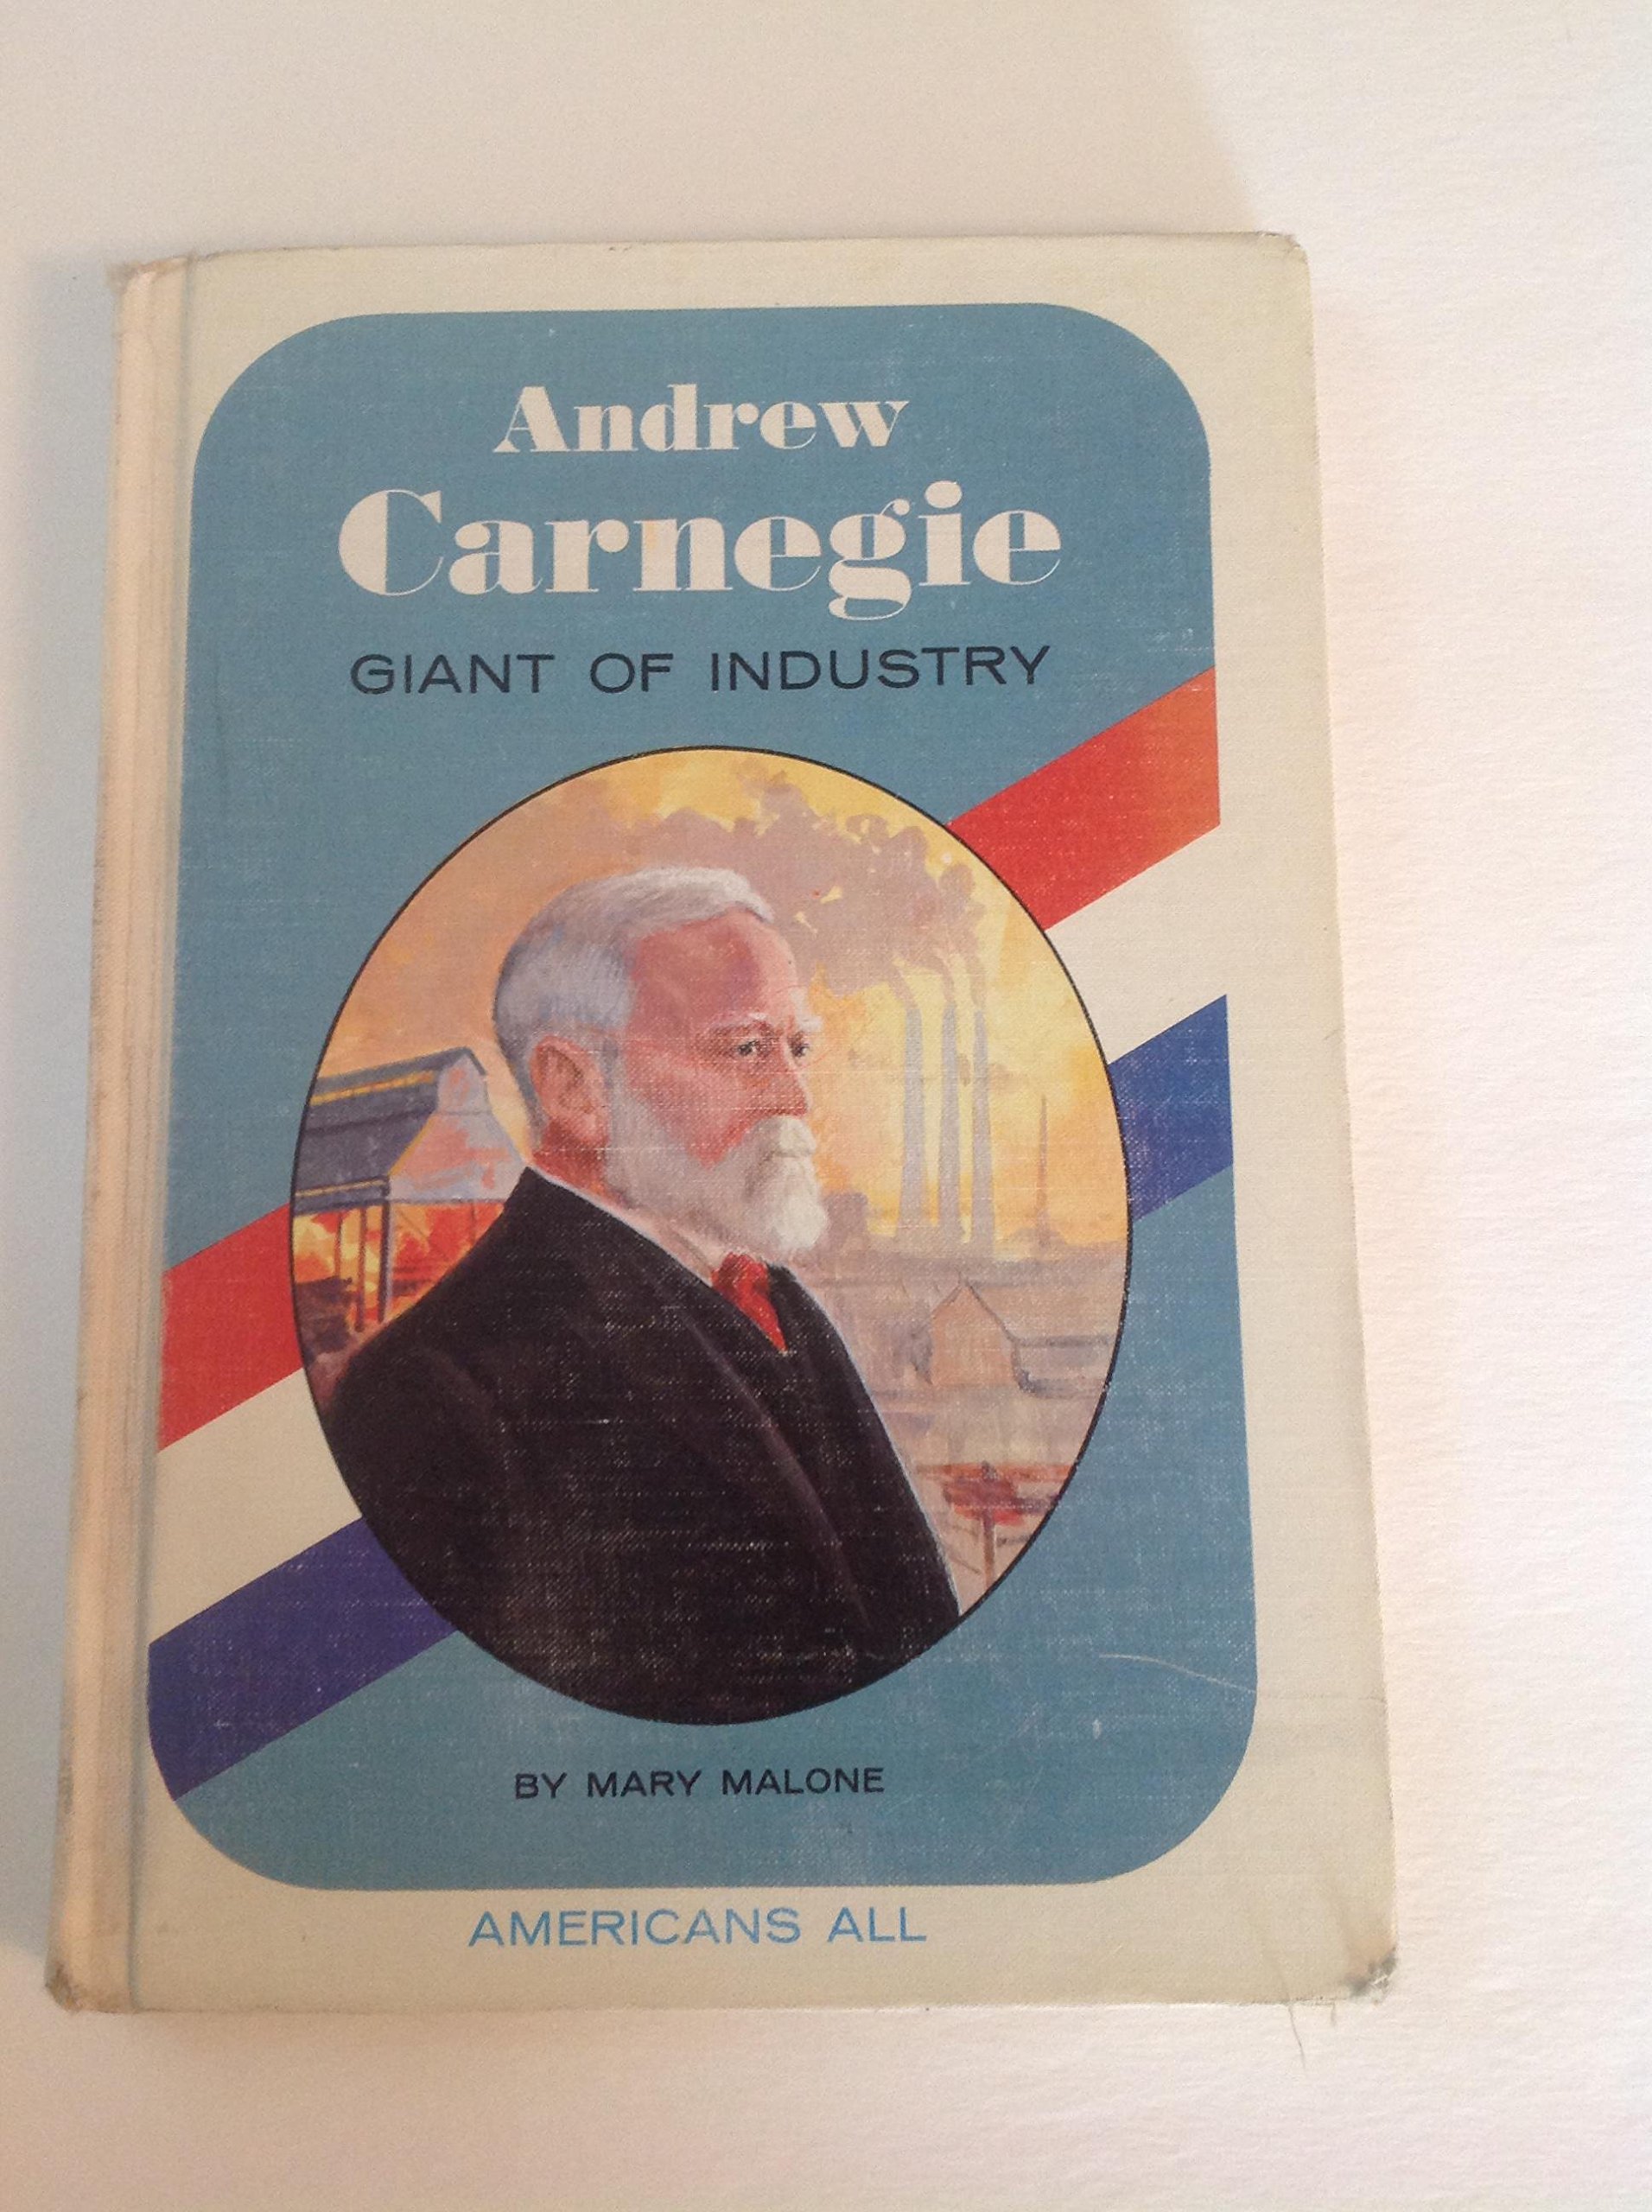 Andrew
Carnegie
GIANT OF INDUSTRY
BY MARY MALONE
AMERICANS ALL